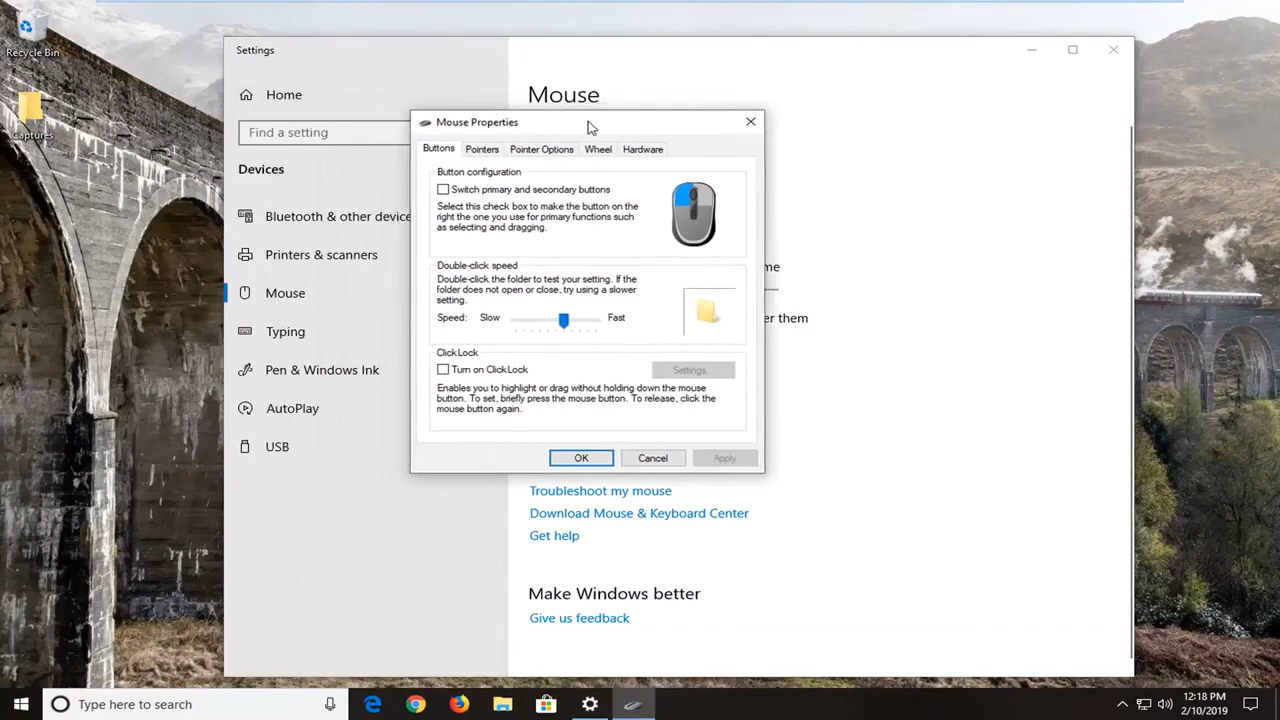 Recycle Bin
Captures
Settings
Home
Find a setting
Devices
Bluetooth & other device
Printers & scanners
Mouse
Typing
Pen & Windows Ink
AutoPlay
USB
Mouse
Mouse Properties
Buttons Pointers Pointer Options Wheel Hardware
Button configuration
Switch primary and secondary buttons
Select this check box to make the button on the
right the one you use for primary functions such
as selecting and dragging.
Double-click speed
Double-click the folder to test your setting. If the
folder does not open or close, try using a slower
setting.
Speed: Slow Fast
ClickLock
Turn on ClickLock
Settings...
Enables you to highlight or drag without holding down the mouse
button. To set, briefly press the mouse button. To release, click the
mouse button again.
OK Cancel Apply
me
er them
Troubleshoot my mouse
Download Mouse & Keyboard Center
Get help
Make Windows better
Give us feedback
Type here to search
12:18 PM
2/10/2019